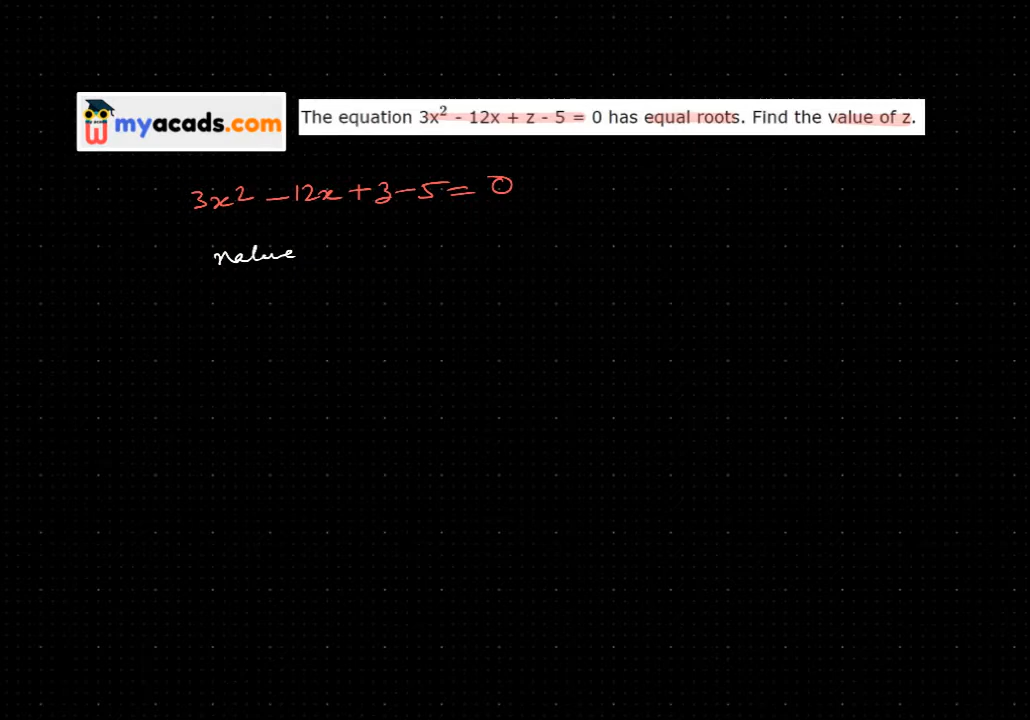 myacads.com
The equation 3x² - 12x + z - 5 = 0 has equal roots. Find the value of z.
3x² - 12x + z - 5 = 0
nalue